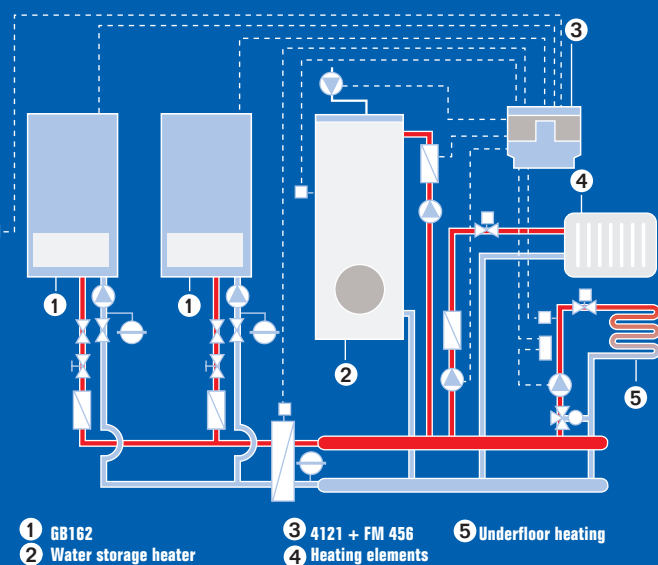 3
4
1
1
2
5
1 GB162
2 Water storage heater
3 4121 + FM 456
4 Heating elements
5 Underfloor heating